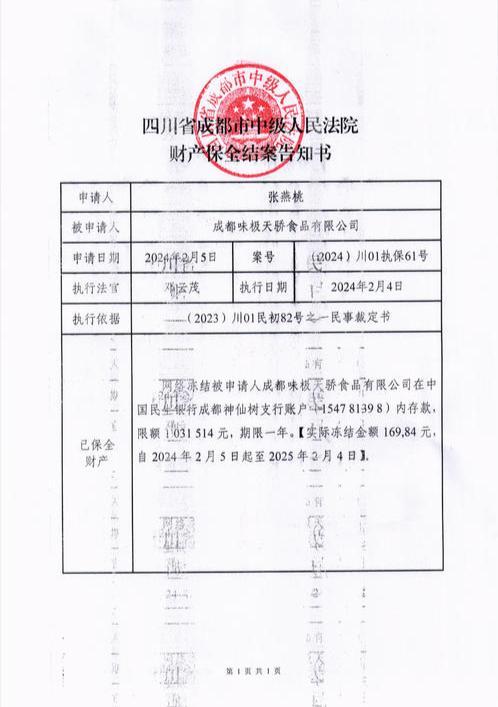 四川省成都市中级人民法院
财产保全结案告知书
申请人 张燕桃
被申请人 成都味极天骄食品有限公司
申请日期 2024年2月5日 案号 (2024)川01执保61号
执行法官 邓云茂 执行日期 2024年2月4日
执行依据 (2023)川01民初82号之一民事裁定书
已保全
财产
网络冻结被申请人成都味极天骄食品有限公司在中
国民生银行成都神仙树支行账户 154781398)内存款,
限额1031514元,期限一年。【实际冻结金额169.84元,
自2024年2月5日起至2025年2月4日】。
第1页共1页